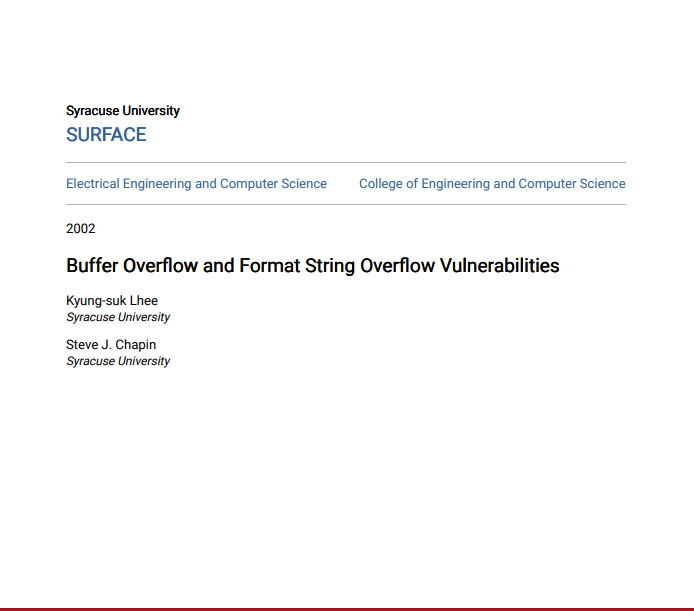 Syracuse University
SURFACE
Electrical Engineering and Computer Science College of Engineering and Computer Science
2002
Buffer Overflow and Format String Overflow Vulnerabilities
Kyung-suk Lhee
Syracuse University
Steve J. Chapin
Syracuse University